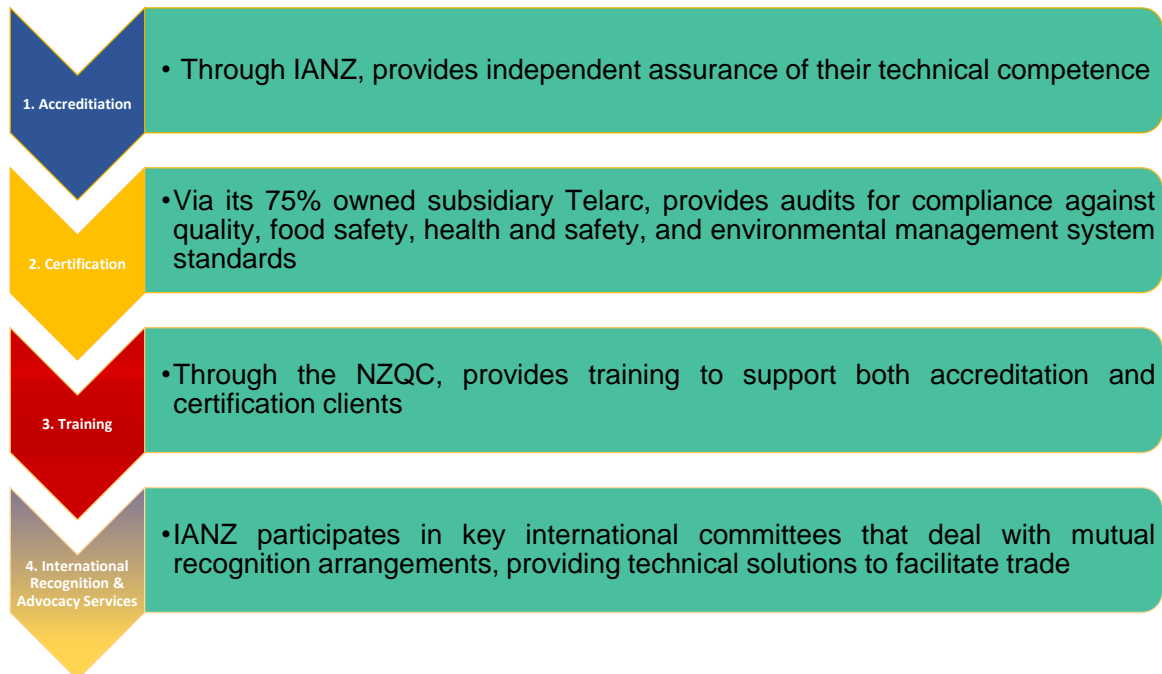 1. Accreditiation
• Through IANZ, provides independent assurance of their technical competence
2. Certification
•Via its 75% owned subsidiary Telarc, provides audits for compliance against
quality, food safety, health and safety, and environmental management system
standards
3. Training
•Through the NZQC, provides training to support both accreditation and
certification clients
4. International
Recognition &
Advocacy Services
•IANZ participates in key international committees that deal with mutual
recognition arrangements, providing technical solutions to facilitate trade